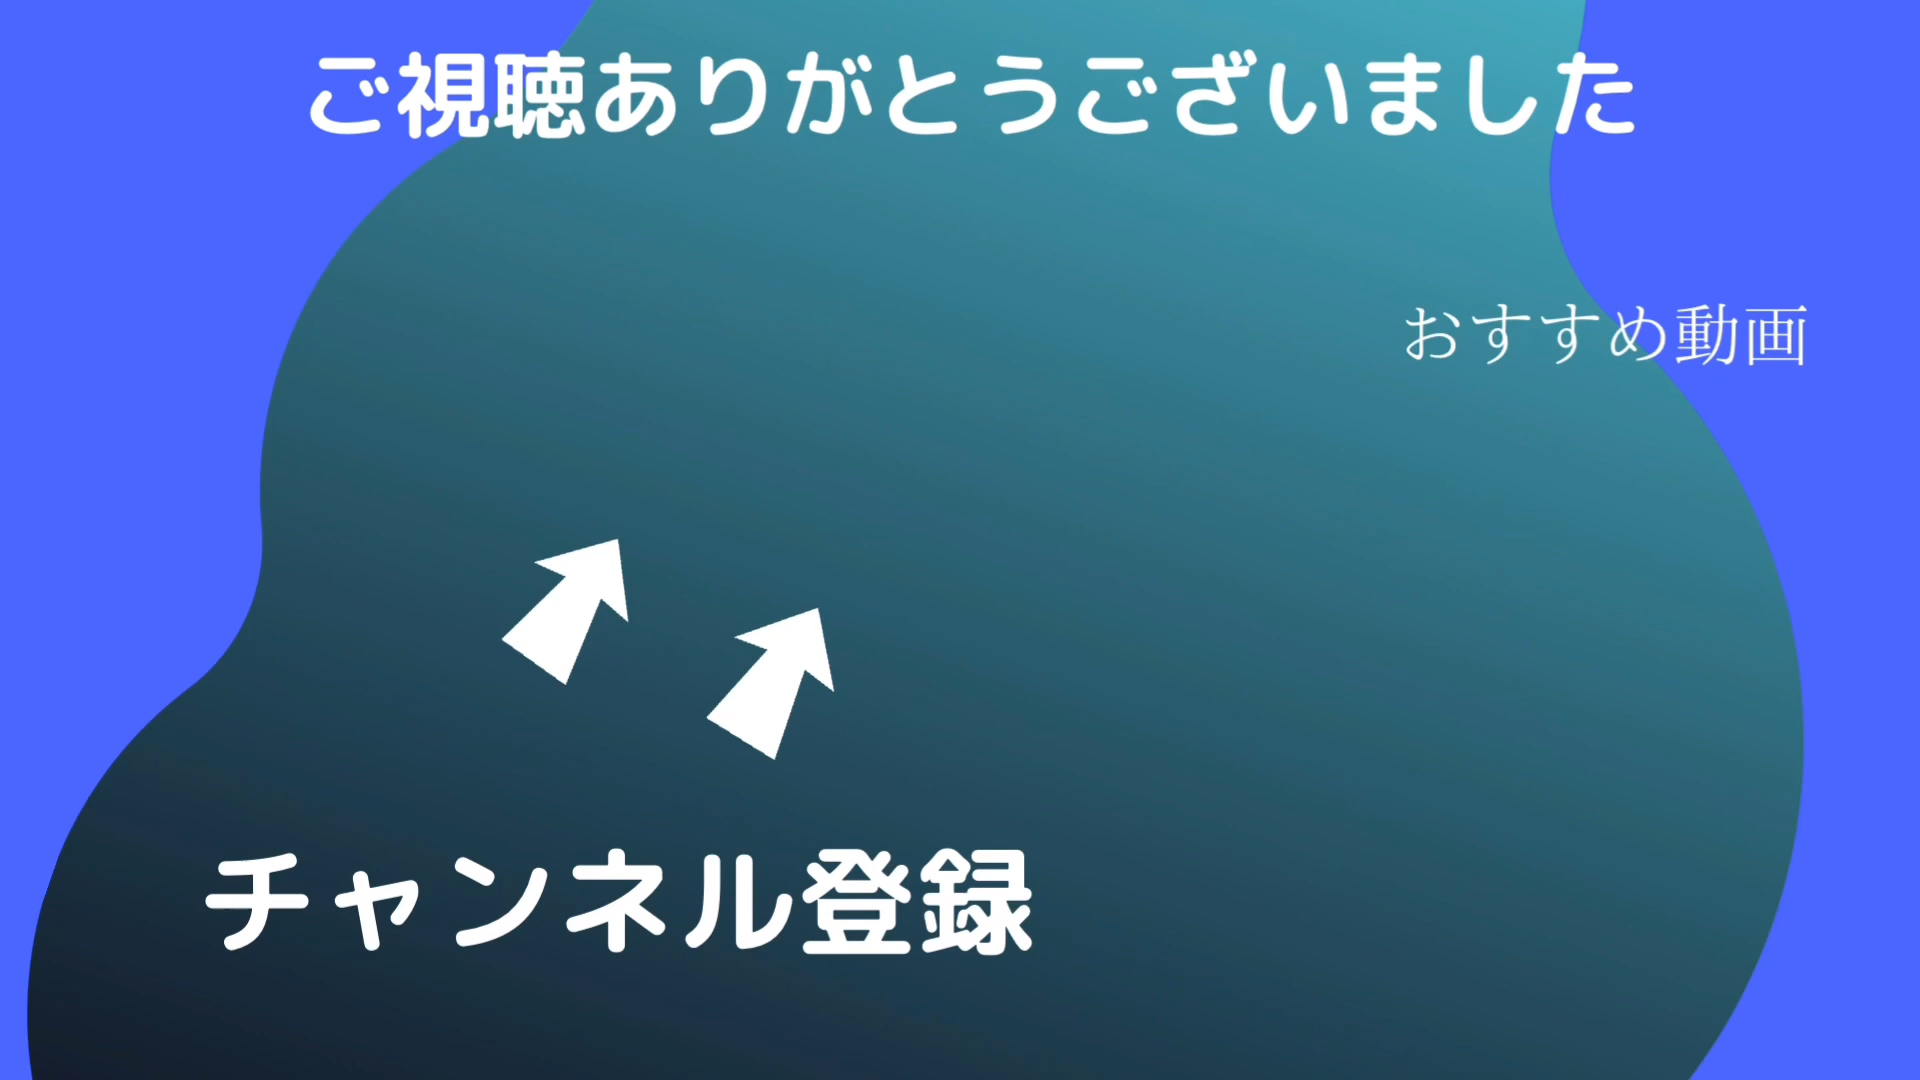 ご視聴ありがとうございました
おすすめ動画
チャンネル登録